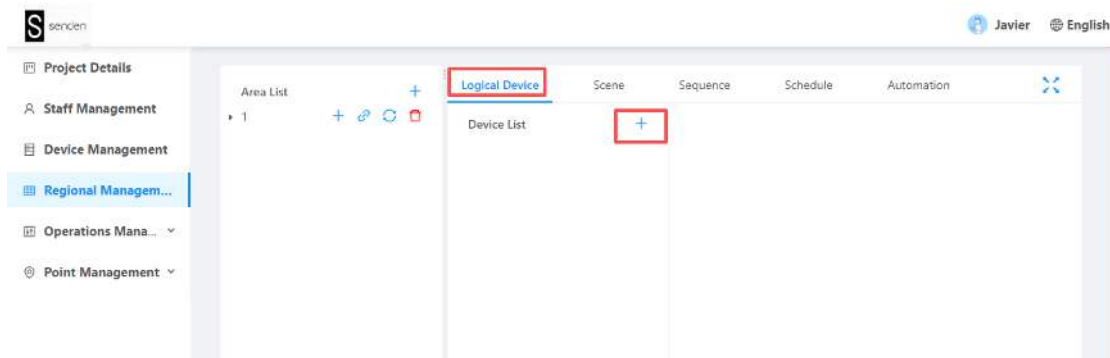 S senden
Javier English
Project Details
Staff Management
Device Management
Regional Managem...
Operations Mana...
Point Management
Area List
1
Logical Device Scene Sequence Schedule Automation
Device List